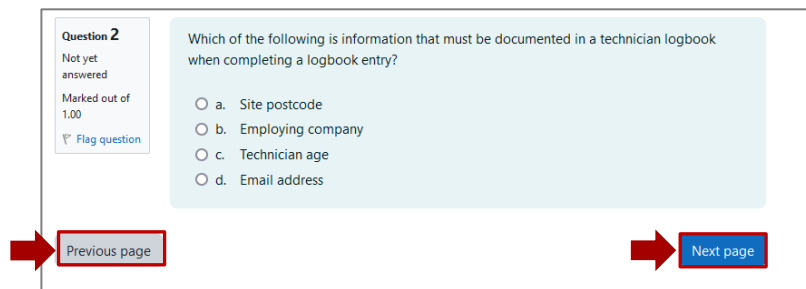 Question 2
Not yet
answered
Marked out of
1.00
Flag question
Which of the following is information that must be documented in a technician logbook
when completing a logbook entry?
a. Site postcode
b. Employing company
c. Technician age
d. Email address
Previous page
Next page